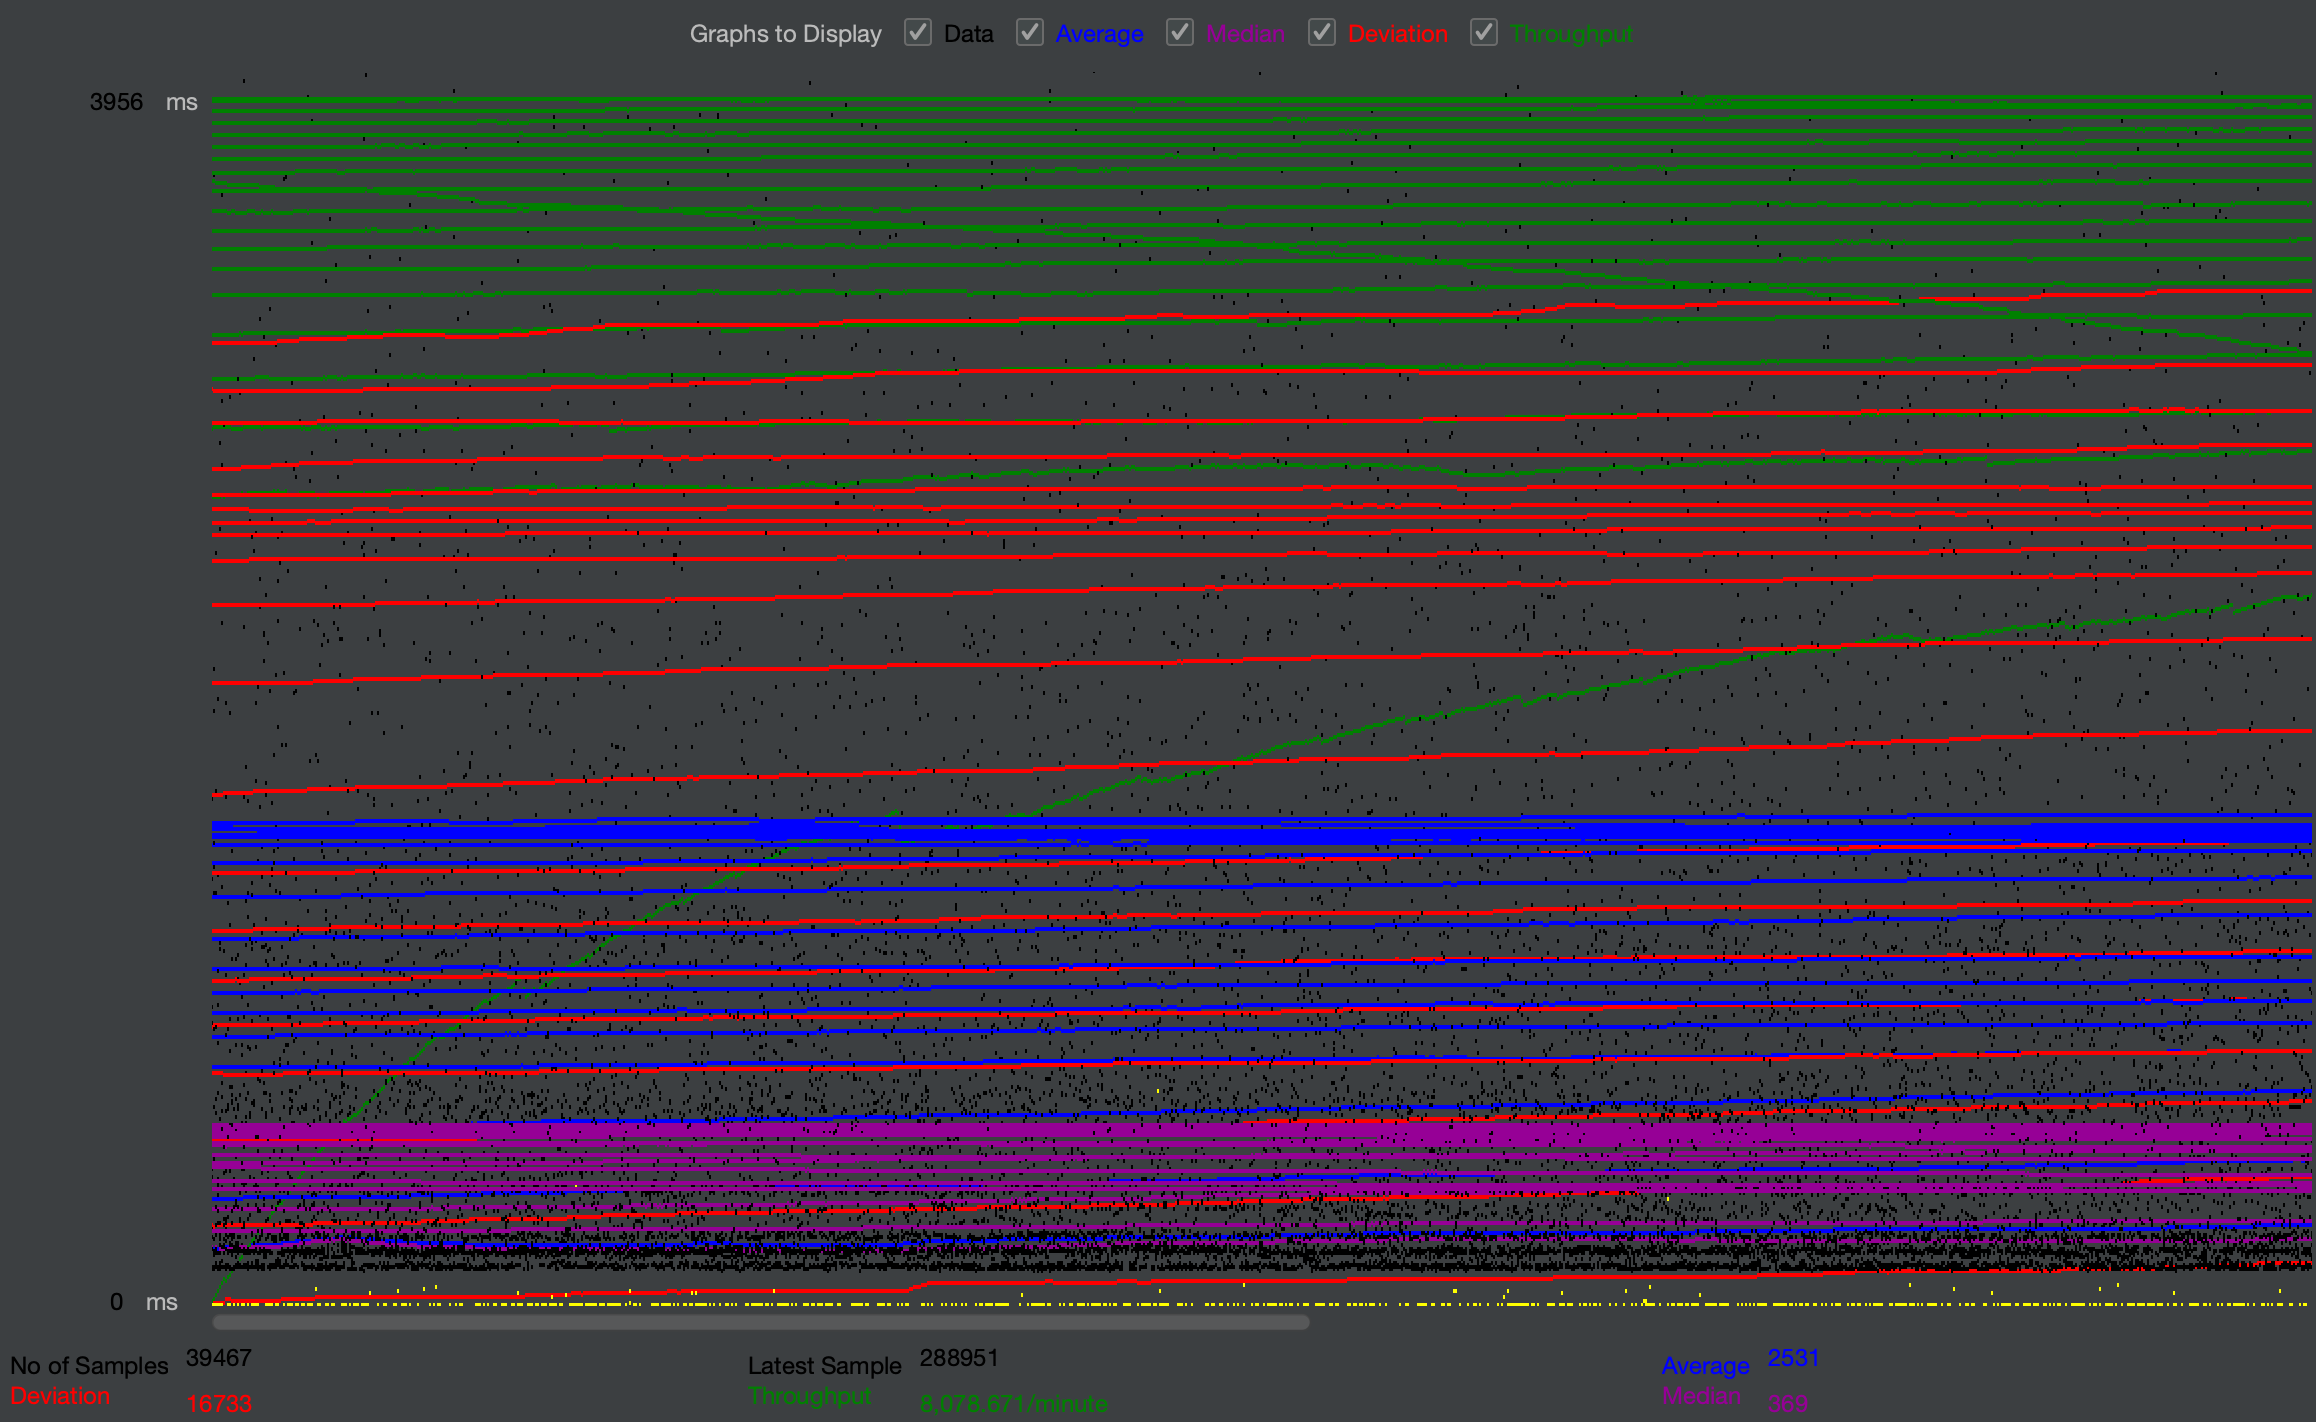 Graphs to Display Data Average Median Deviation Throughput
3956 ms
0 ms
No of Samples 39467 Latest Sample 288951 Average 2531
Deviation 16733 Throughput 8,078.671/minute Median 369